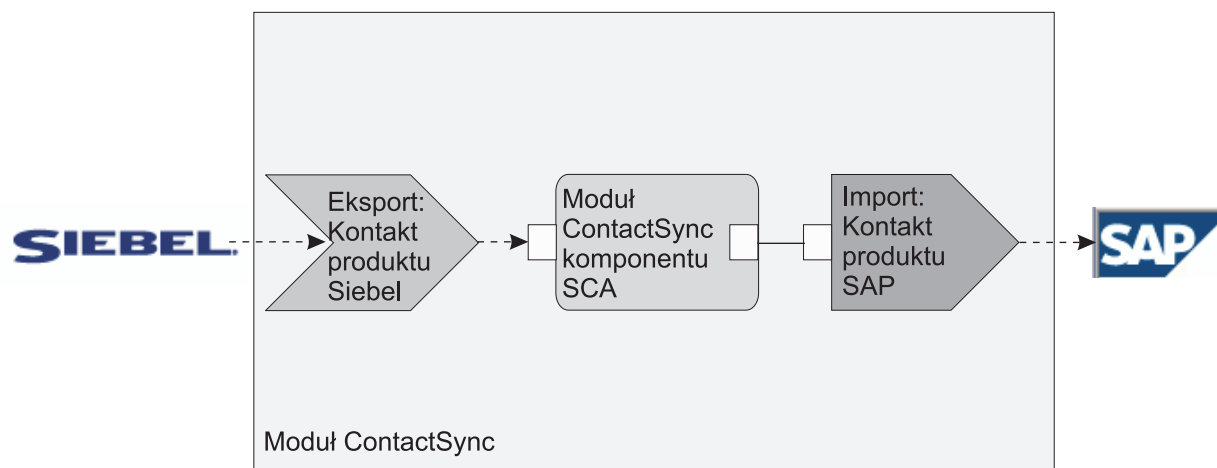 SIEBEL.
Eksport:
Kontakt
produktu
Siebel
Moduł
ContactSync
komponentu
SCA
Import:
Kontakt
produktu
SAP
SAP
Moduł ContactSync